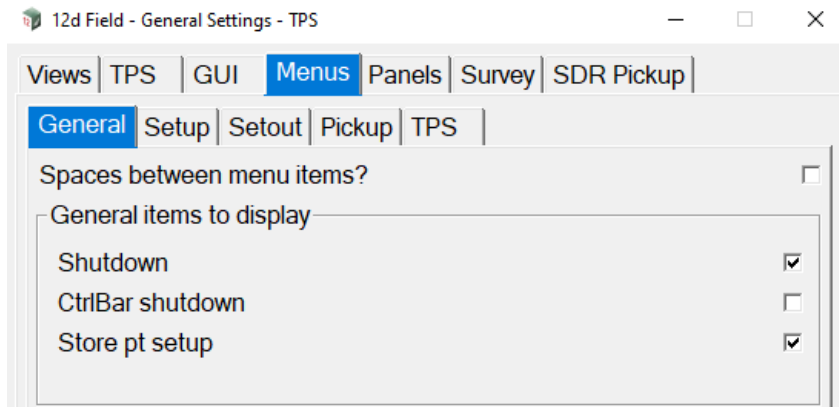 12d Field - General Settings - TPS
Views TPS GUI Menus Panels Survey SDR Pickup
General Setup Setout Pickup TPS
Spaces between menu items?
General items to display
Shutdown
CtrlBar shutdown
Store pt setup